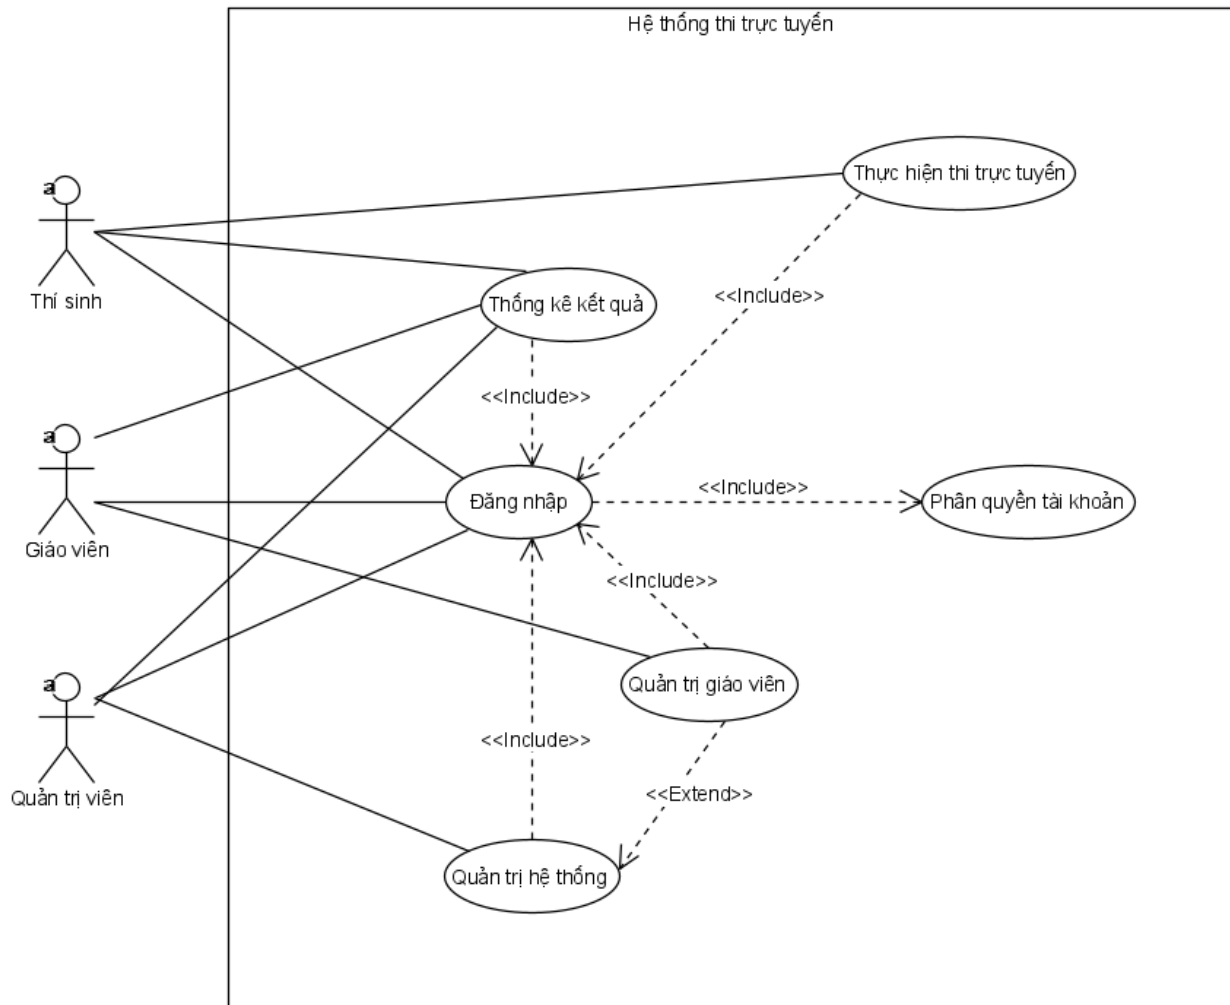 Hệ thống thi trực tuyến
Thực hiện thi trực tuyến
a
Thí sinh
<<Include>>
Thống kê kết quả
<<Include>>
a
Giáo viên
Đăng nhập
<<Include>>
Phân quyền tài khoản
<<Include>>
a
Quản trị viên
Quản trị giáo viên
<<Include>>
<<Extend>>
Quản trị hệ thống